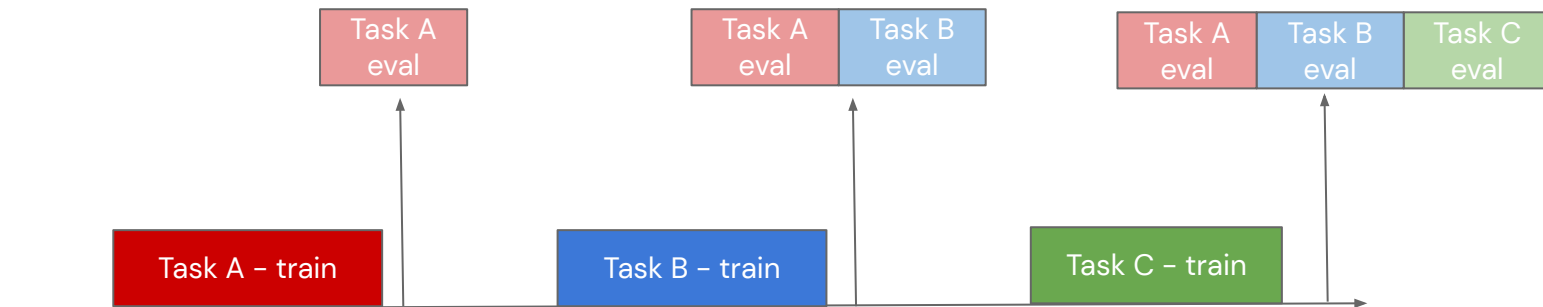 Task A
eval
Task A
eval
Task B
eval
Task A
eval
Task B
eval
Task C
eval
Task A - train
Task B - train
Task C - train